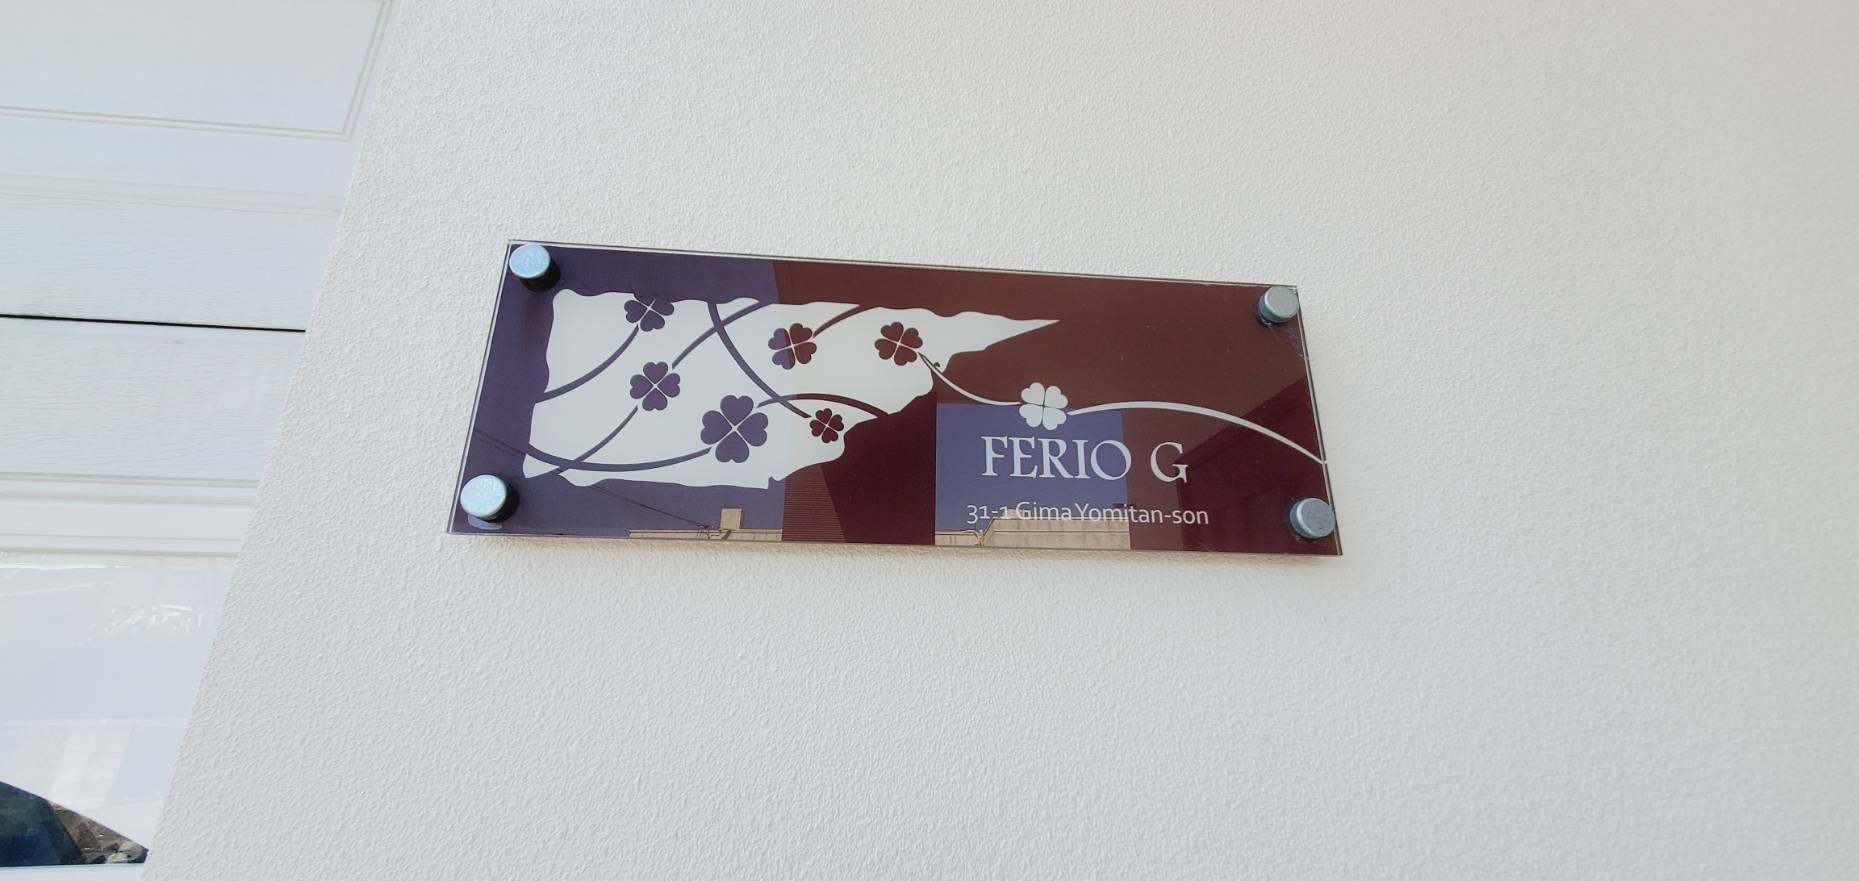 FERIO G
31-1 Gima Yomitan-son